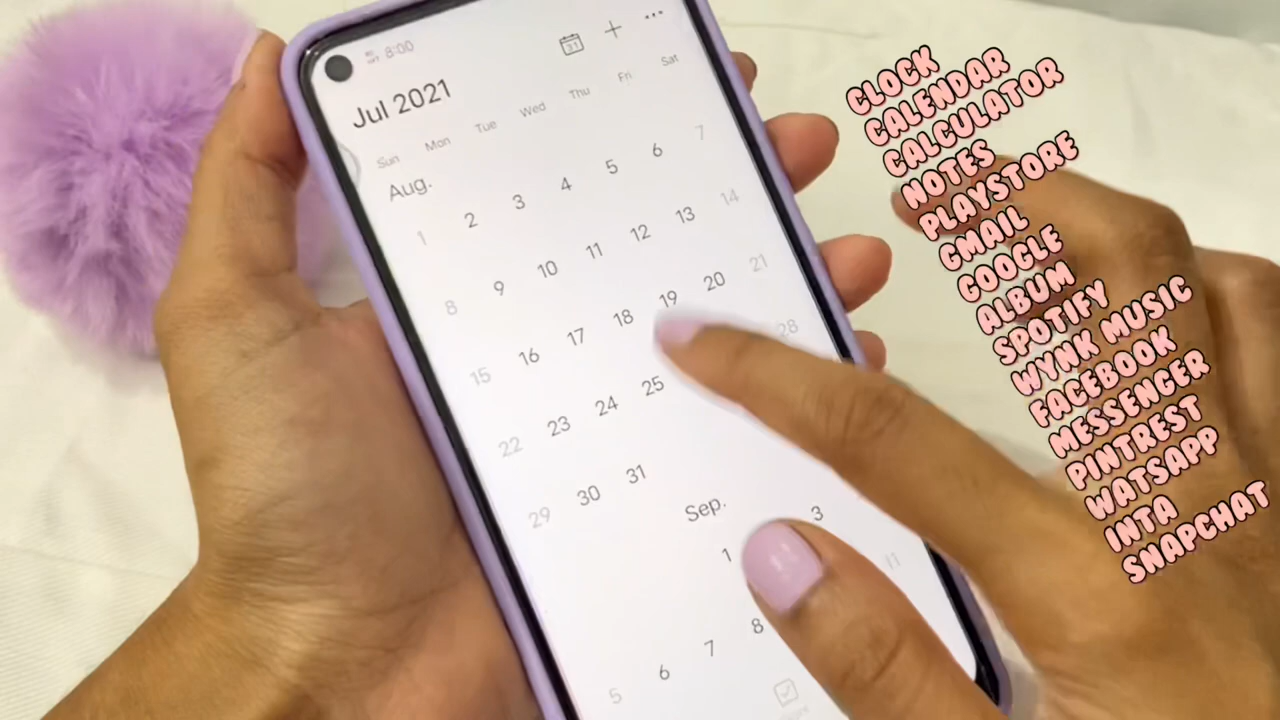 8:00
31
Jul 2021
Sun Mon Tue Wed Thu Fri Sat
Aug.
1 2 3 4 5 6 7
8 9 10 11 12 13 14
15 16 17 18 19 20 21
22 23 24 25 28
29 30 31
Sep.
1 3
5 6 7 8 11
CLOCK
CALENDAR
CALCULATOR
NOTES
PLAYSTORE
GMAIL
GOOGLE
ALBUM
SPOTIFY
WYNK MUSIC
FACEBOOK
MESSENGER
PINTREST
WATSAPP
INTA
SNAPCHAT